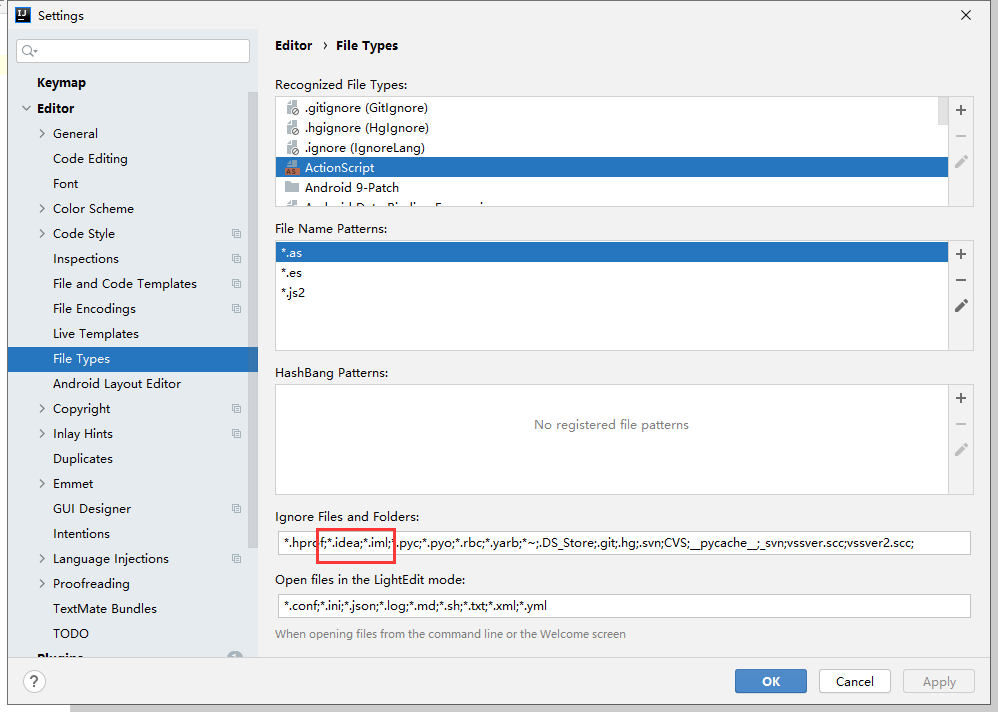 Settings
Keymap
Editor
General
Code Editing
Font
Color Scheme
Code Style
Inspections
File and Code Templates
File Encodings
Live Templates
File Types
Android Layout Editor
Copyright
Inlay Hints
Duplicates
Emmet
GUI Designer
Intentions
Language Injections
Proofreading
TextMate Bundles
TODO
Plugins
Editor › File Types
Recognized File Types:
.gitignore (GitIgnore)
.hgignore (HgIgnore)
.ignore (IgnoreLang)
ActionScript
Android 9-Patch
File Name Patterns:
*.as
*.es
*.js2
HashBang Patterns:
No registered file patterns
Ignore Files and Folders:
*.hprof;*.idea;*.iml;*.pyc;*.pyo;*.rbc;*.yarb;*~;.DS_Store;.git;.hg;.svn;CVS;__pycache__;_svn;vssver.scc;vssver2.scc;
Open files in the LightEdit mode:
*.conf;*.ini;*.json;*.log;*.md;*.sh;*.txt;*.xml;*.yml
When opening files from the command line or the Welcome screen
?
OK
Cancel
Apply